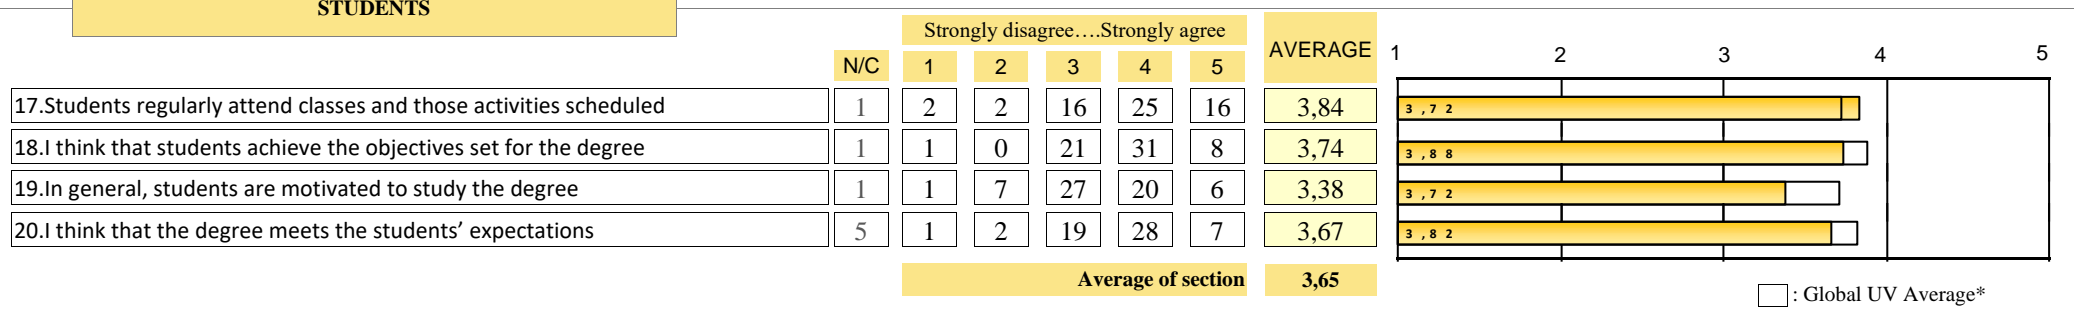 STUDENTS
Strongly disagree….Strongly agree
AVERAGE
N/C 1 2 3 4 5
1 2 3 4 5
17.Students regularly attend classes and those activities scheduled 1 2 2 16 25 16 3,84 3,72
18.I think that students achieve the objectives set for the degree 1 1 0 21 31 8 3,74 3,88
19.In general, students are motivated to study the degree 1 1 7 27 20 6 3,38 3,72
20.I think that the degree meets the students’ expectations 5 1 2 19 28 7 3,67 3,82
Average of section 3,65
: Global UV Average*